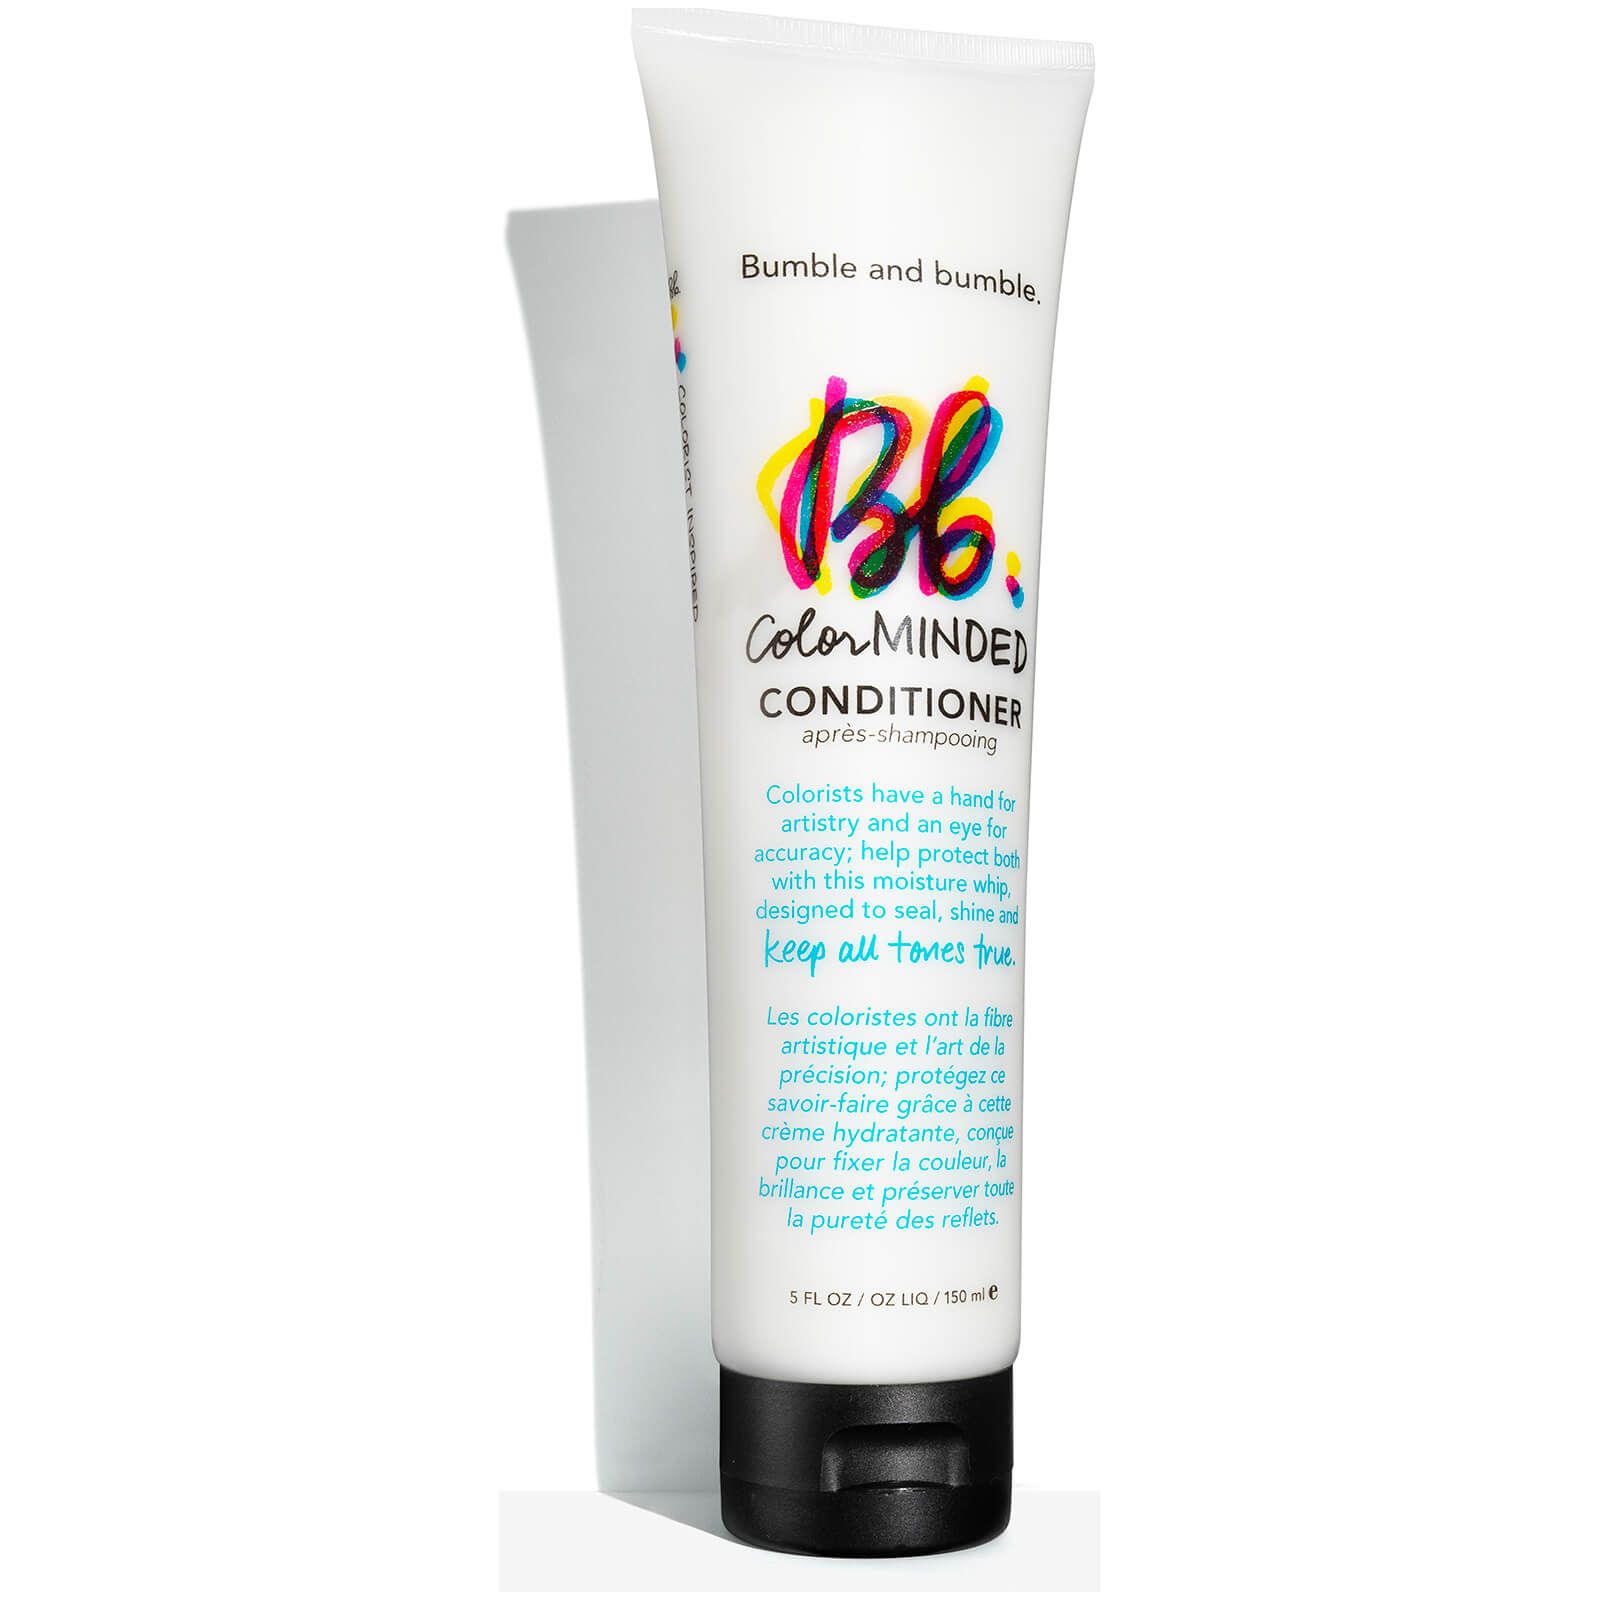 Bumble and bumble.
Bb.
Color MINDED
CONDITIONER
après-shampooing
Colorists have a hand for
artistry and an eye for
accuracy; help protect both
with this moisture whip,
designed to seal, shine and
keep all tones true.
Les coloristes ont la fibre
artistique et l'art de la
précision; protégez ce
savoir-faire grâce à cette
crème hydratante, conçue
pour fixer la couleur, la
brillance et préserver toute
la pureté des reflets.
5 FL OZ / OZ LIQ / 150 ml e
COLORIST INSPIRED